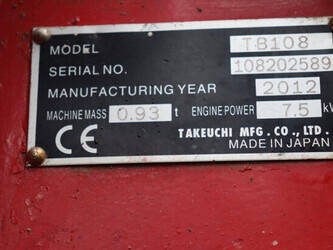 MODEL TB108
SERIAL NO. 108202589
MANUFACTURING YEAR 2012
MACHINE MASS 0.93 t ENGINE POWER 7.5 k
CE TAKEUCHI MFG. CO., LTD.
MADE IN JAPAN